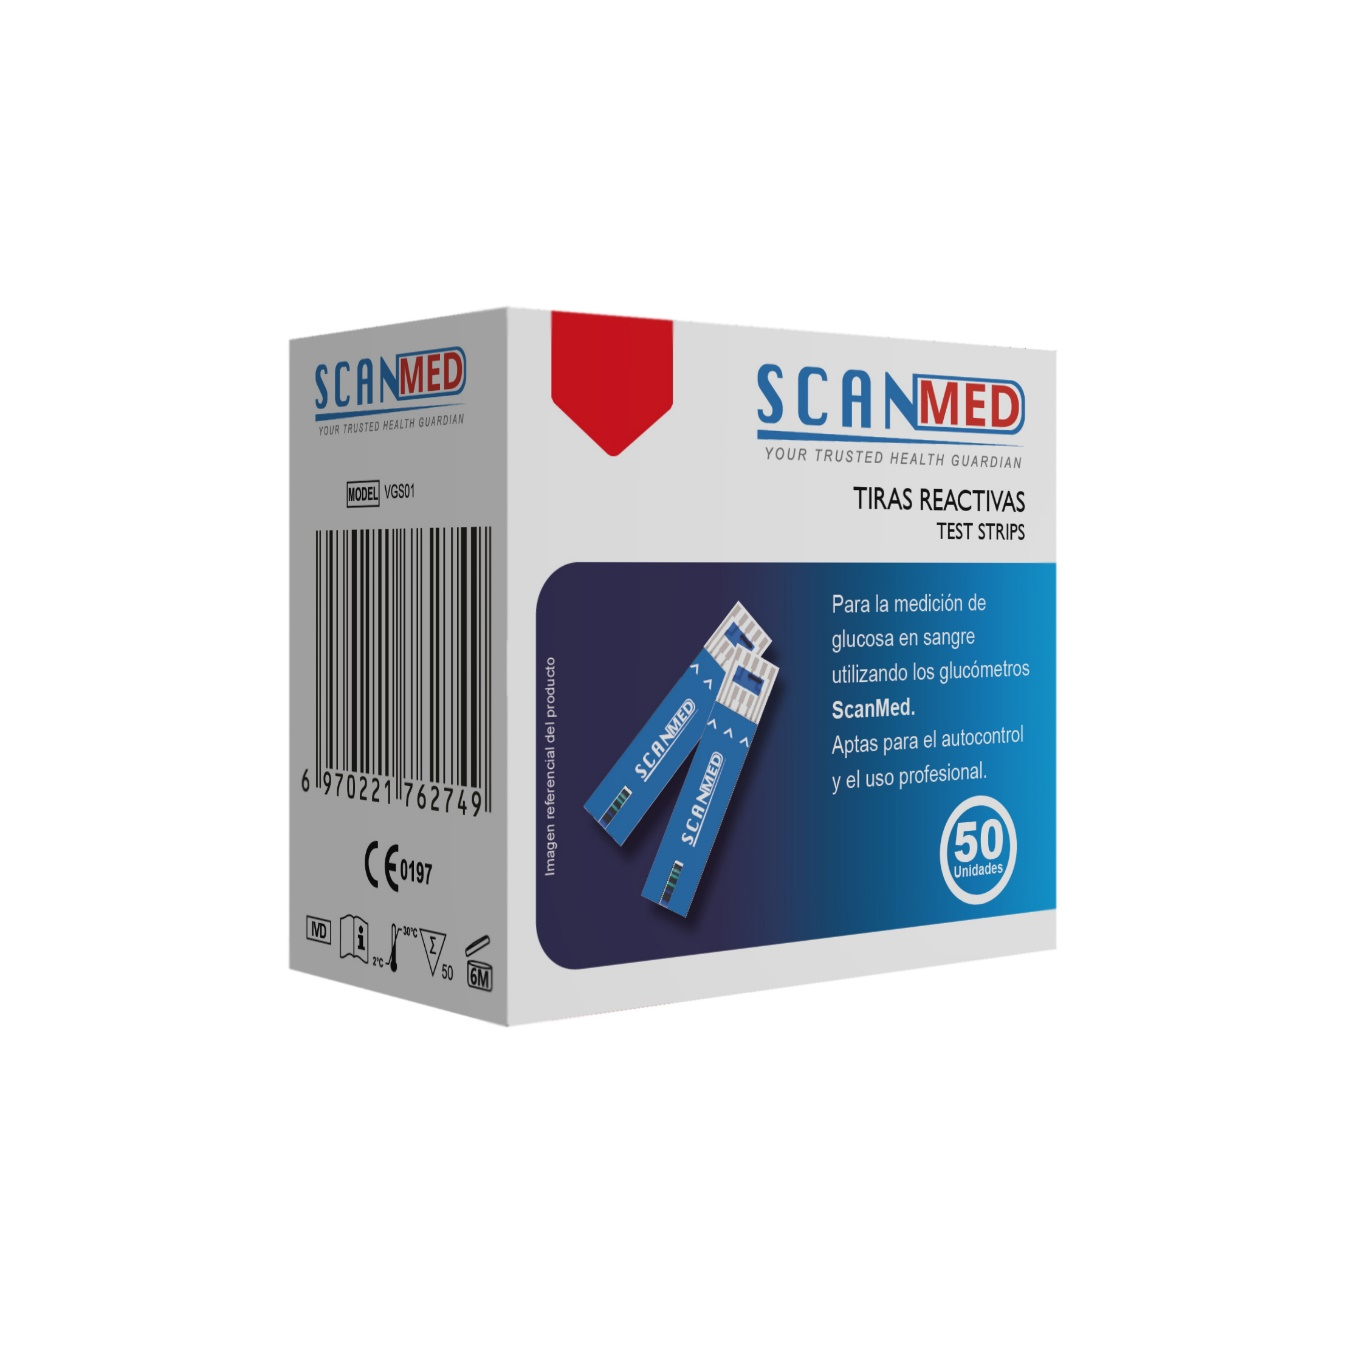 SCANMED
YOUR TRUSTED HEALTH GUARDIAN
MODEL VGS01
6 970221 762749
CE 0197
IVD
i
2°C
30°C
Σ
50
6M
SCANMED
YOUR TRUSTED HEALTH GUARDIAN
TIRAS REACTIVAS
TEST STRIPS
Para la medición de
glucosa en sangre
utilizando los glucómetros
ScanMed.
Aptas para el autocontrol
y el uso profesional.
50
Unidades
Imagen referencial del producto
SCANMED
SCANMED